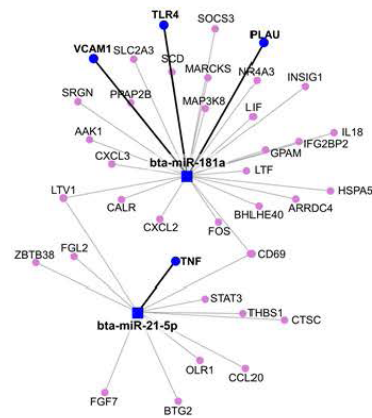 TLR4
SOCS3
PLAU
VCAM1
SLC2A3
SCD
MARCKS
NR4A3
INSIG1
SRGN
PPAP2B
MAP3K8
LIF
AAK1
IL18
IFG2BP2
GPAM
CXCL3
bta-miR-181a
LTF
HSPA5
LTV1
CALR
ARRDC4
BHLHE40
CXCL2
FOS
CD69
ZBTB38
FGL2
TNF
STAT3
THBS1
CTSC
bta-miR-21-5p
OLR1
CCL20
FGF7
BTG2